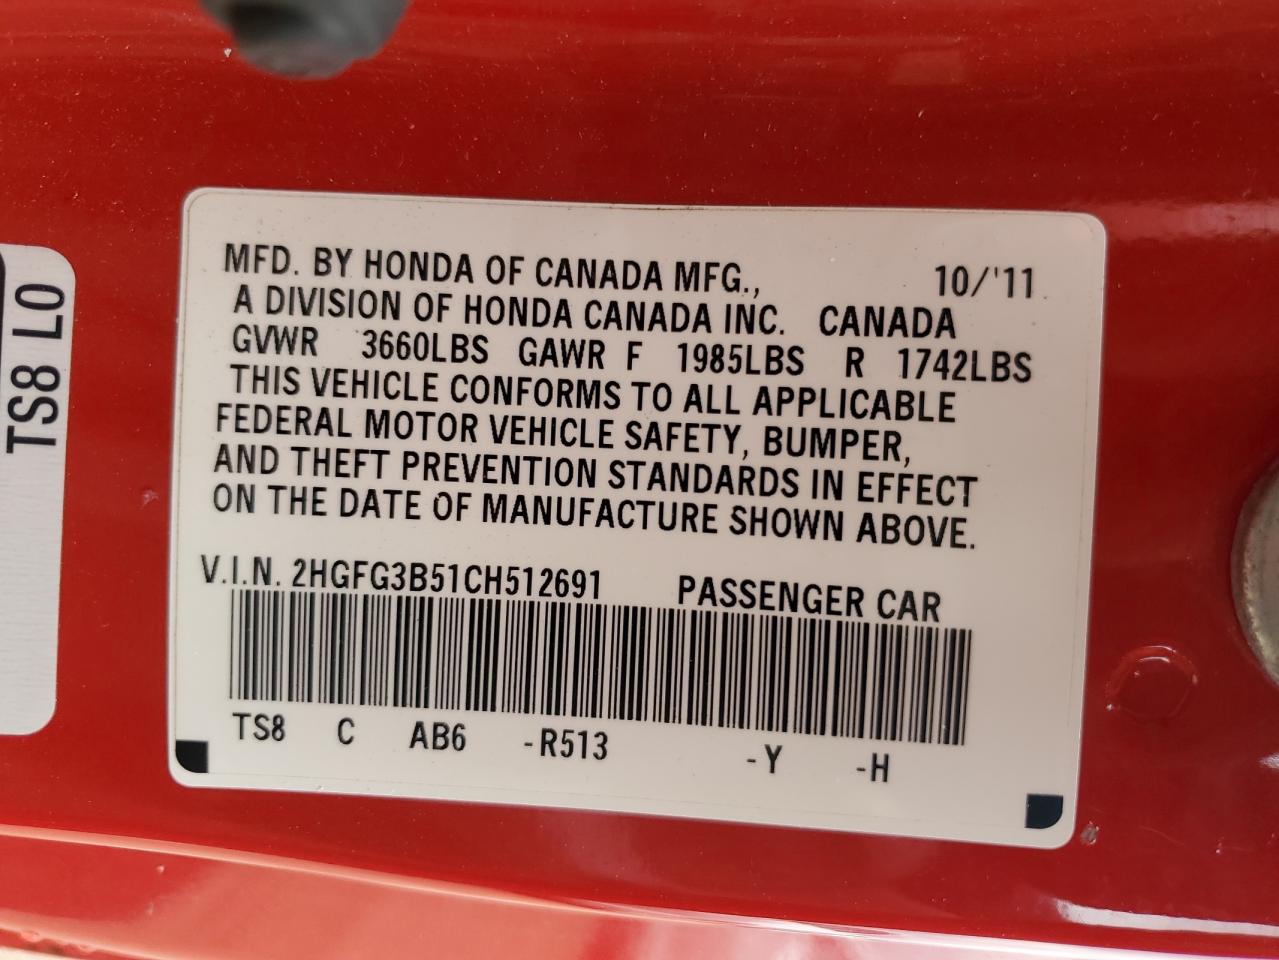 MFD. BY HONDA OF CANADA MFG., 10/'11
A DIVISION OF HONDA CANADA INC. CANADA
GVWR 3660LBS GAWR F 1985LBS R 1742LBS
THIS VEHICLE CONFORMS TO ALL APPLICABLE
FEDERAL MOTOR VEHICLE SAFETY, BUMPER,
AND THEFT PREVENTION STANDARDS IN EFFECT
ON THE DATE OF MANUFACTURE SHOWN ABOVE.
V.I.N. 2HGFG3B51CH512691 PASSENGER CAR
TS8 C AB6 -R513 -Y -H
TS8 L0